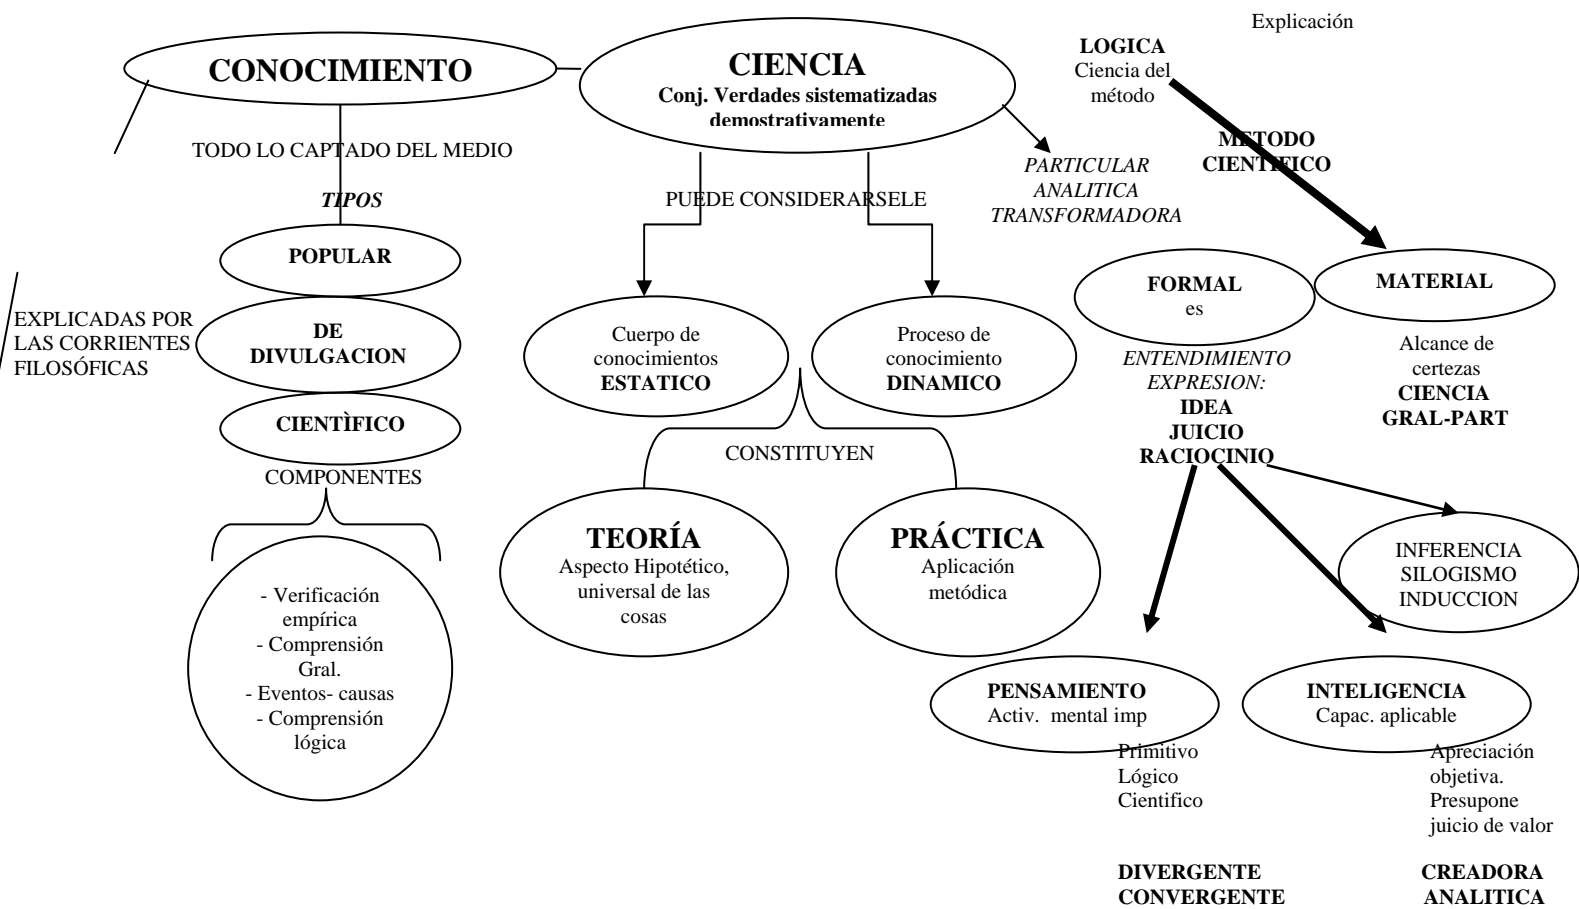 CONOCIMIENTO
TODO LO CAPTADO DEL MEDIO
TIPOS
POPULAR
DE
DIVULGACION
CIENTÌFICO
EXPLICADAS POR
LAS CORRIENTES
FILOSÓFICAS
COMPONENTES
- Verificación
empírica
- Comprensión
Gral.
- Eventos- causas
- Comprensión
lógica
CIENCIA
Conj. Verdades sistematizadas
demostrativamente
PARTICULAR
ANALITICA
TRANSFORMADORA
PUEDE CONSIDERARSELE
Cuerpo de
conocimientos
ESTATICO
Proceso de
conocimiento
DINAMICO
CONSTITUYEN
TEORÍA
Aspecto Hipotético,
universal de las
cosas
PRÁCTICA
Aplicación
metódica
Explicación
LOGICA
Ciencia del
método
METODO
CIENTIFICO
FORMAL
es
MATERIAL
ENTENDIMIENTO
EXPRESION:
IDEA
JUICIO
RACIOCINIO
Alcance de
certezas
CIENCIA
GRAL-PART
INFERENCIA
SILOGISMO
INDUCCION
PENSAMIENTO
Activ. mental imp
Primitivo
Lógico
Cientifico
DIVERGENTE
CONVERGENTE
INTELIGENCIA
Capac. aplicable
Apreciación
objetiva.
Presupone
juicio de valor
CREADORA
ANALITICA